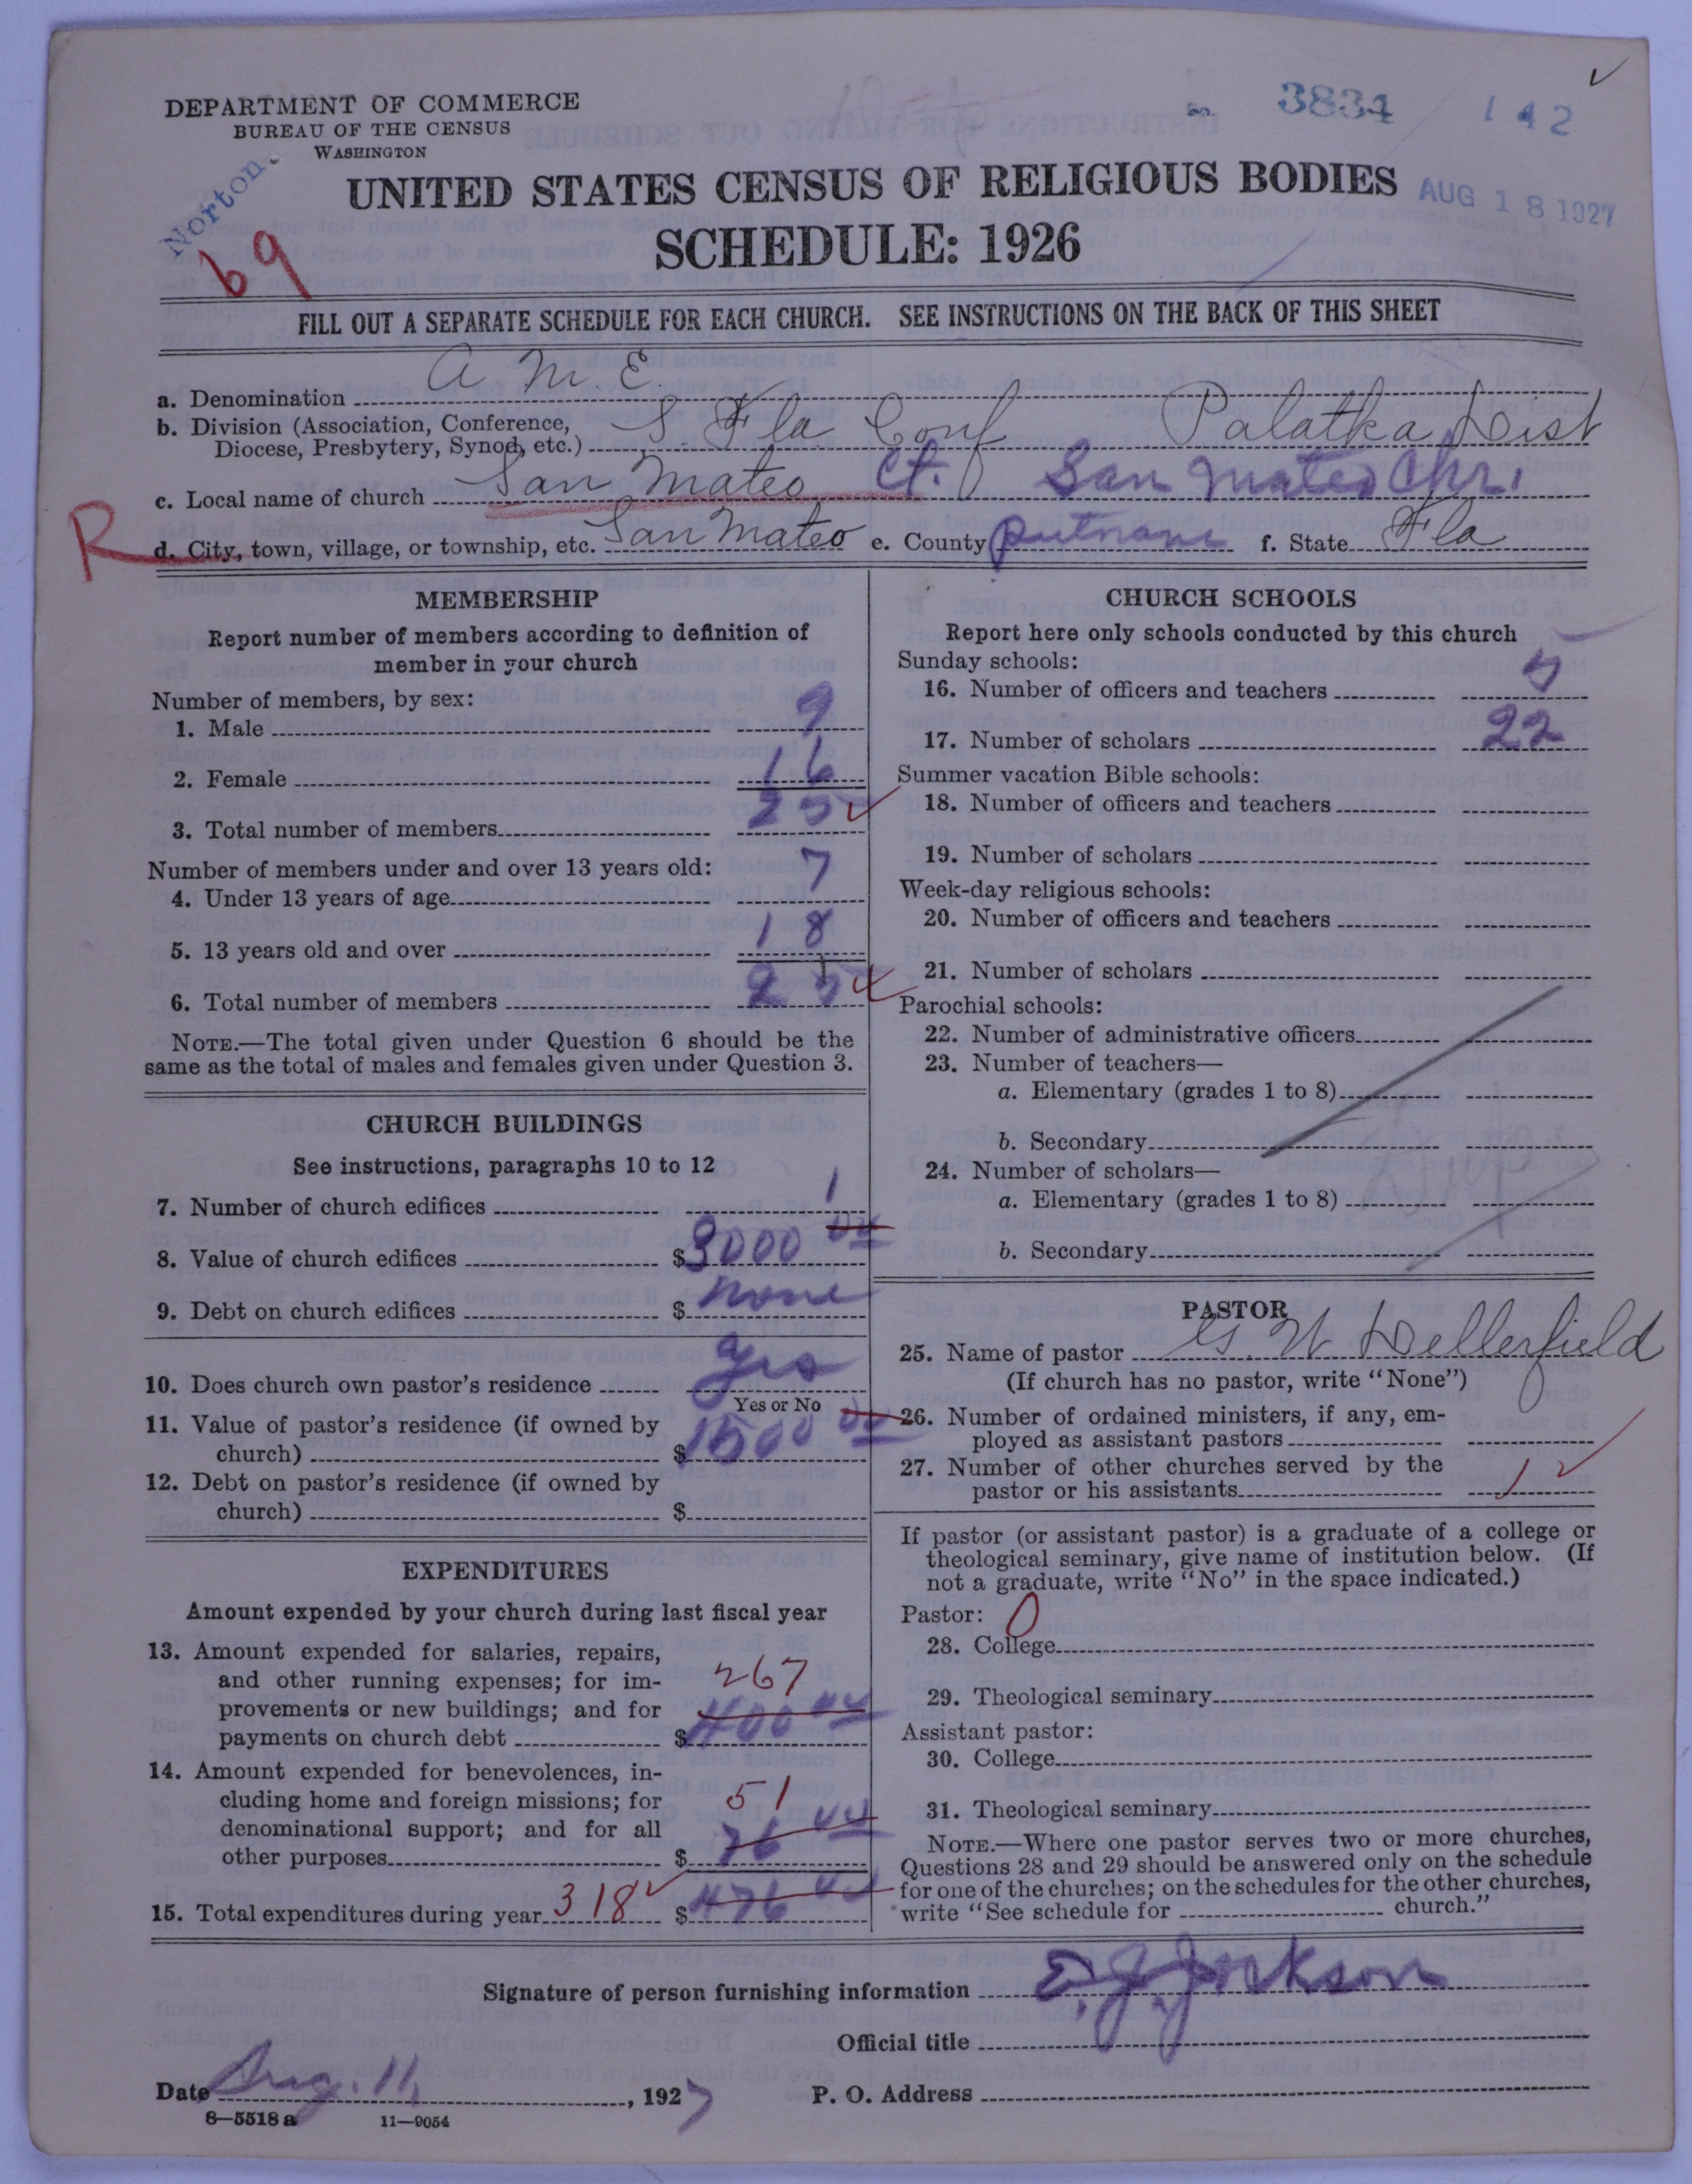 DEPARTMENT OF COMMERCE
BUREAU OF THE CENSUS
WASHINGTON
3834 142
Norton.
69
UNITED STATES CENSUS OF RELIGIOUS BODIES
AUG 18 1927
SCHEDULE: 1926
FILL OUT A SEPARATE SCHEDULE FOR EACH CHURCH. SEE INSTRUCTIONS ON THE BACK OF THIS SHEET
a. Denomination A. M. E.
b. Division (Association, Conference, Diocese, Presbytery, Synod, etc.) S Fla Conf Palatka Dist
c. Local name of church San Mateo Ct. San Mateo Chr.
R
d. City, town, village, or township, etc. San Mateo e. County Putnam f. State Fla
MEMBERSHIP
Report number of members according to definition of
member in your church
Number of members, by sex:
1. Male 9
2. Female 16
3. Total number of members 25
Number of members under and over 13 years old:
4. Under 13 years of age 7
5. 13 years old and over 18
6. Total number of members 25
NOTE.—The total given under Question 6 should be the
same as the total of males and females given under Question 3.
CHURCH BUILDINGS
See instructions, paragraphs 10 to 12
7. Number of church edifices 1
8. Value of church edifices $3000 00
9. Debt on church edifices $ none
10. Does church own pastor's residence yes
Yes or No
11. Value of pastor's residence (if owned by
church) $1500 00
12. Debt on pastor's residence (if owned by
church) $
EXPENDITURES
Amount expended by your church during last fiscal year
13. Amount expended for salaries, repairs,
and other running expenses; for im-
provements or new buildings; and for
payments on church debt $ 267 400 00
14. Amount expended for benevolences, in-
cluding home and foreign missions; for
denominational support; and for all
other purposes $ 51 76 00
15. Total expenditures during year 318 $476 00
CHURCH SCHOOLS
Report here only schools conducted by this church
Sunday schools:
16. Number of officers and teachers 5
17. Number of scholars 22
Summer vacation Bible schools:
18. Number of officers and teachers
19. Number of scholars
Week-day religious schools:
20. Number of officers and teachers
21. Number of scholars
Parochial schools:
22. Number of administrative officers
23. Number of teachers—
a. Elementary (grades 1 to 8)
b. Secondary
24. Number of scholars—
a. Elementary (grades 1 to 8)
b. Secondary
PASTOR
25. Name of pastor G. W. Dellerfield
(If church has no pastor, write "None")
26. Number of ordained ministers, if any, em-
ployed as assistant pastors
27. Number of other churches served by the
pastor or his assistants 1
If pastor (or assistant pastor) is a graduate of a college or
theological seminary, give name of institution below. (If
not a graduate, write "No" in the space indicated.)
Pastor: 0
28. College
29. Theological seminary
Assistant pastor:
30. College
31. Theological seminary
NOTE.—Where one pastor serves two or more churches,
Questions 28 and 29 should be answered only on the schedule
for one of the churches; on the schedules for the other churches,
write "See schedule for church."
Signature of person furnishing information E. J. Jorkson
Official title
Date Aug. 11, 1927 P. O. Address
8—5518 a 11—9054